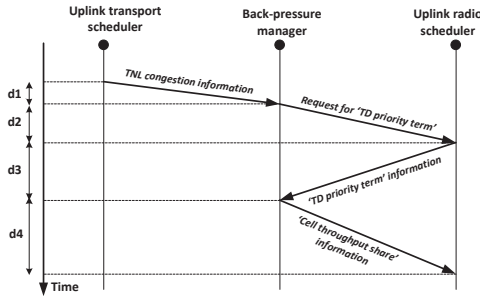 Uplink transport
scheduler
Back-pressure
manager
Uplink radio
scheduler
TNL congestion information
d1
Request for ‘TD priority term’
d2
‘TD priority term’ information
d3
‘Cell throughput share’
information
d4
Time